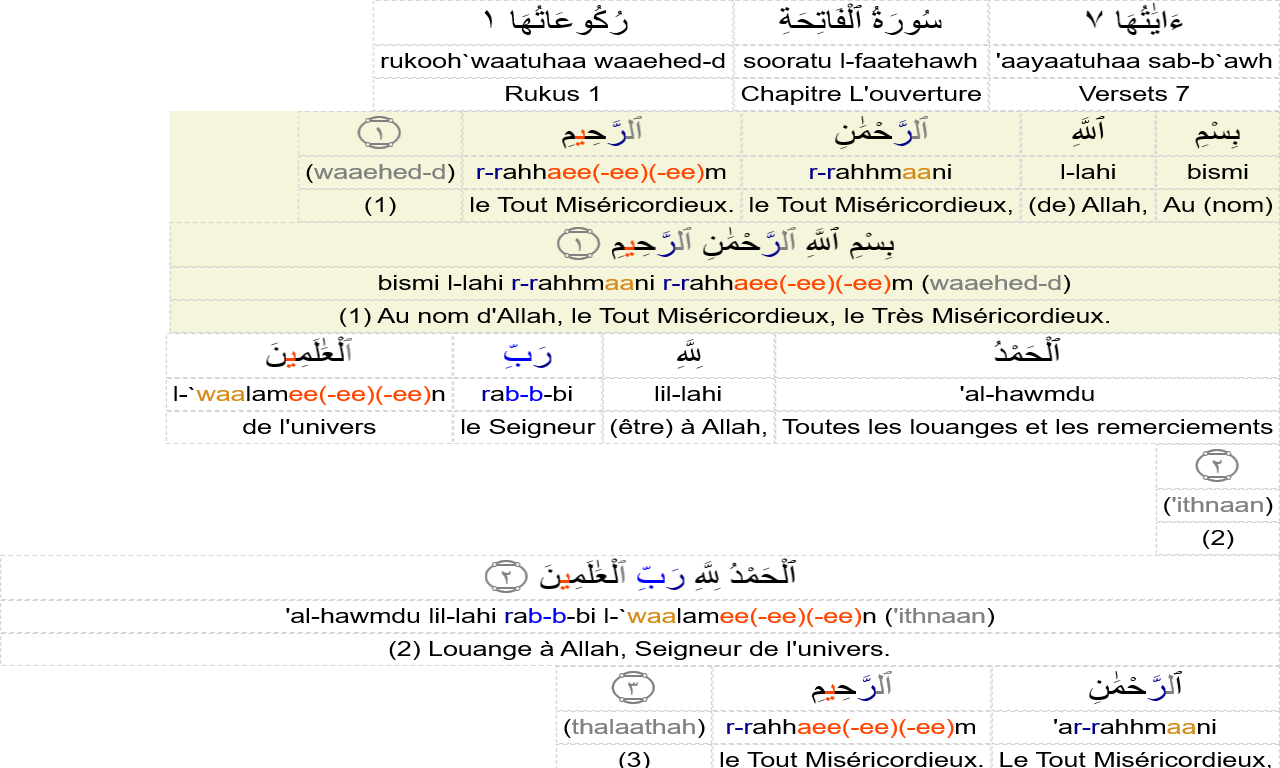 ءَايَٰتُهَا ٧ سُورَةُ ٱلْفَاتِحَةِ رُكُوعَاتُهَا ١
'aayaatuhaa sab-b`awh sooratu l-faatehawh rukooh`waatuhaa waaehed-d
Versets 7 Chapitre L'ouverture Rukus 1
بِسْمِ ٱللَّهِ ٱلرَّحْمَٰنِ ٱلرَّحِيمِ ١
bismi l-lahi r-rahhmaani r-rahhaee(-ee)(-ee)m (waaehed-d)
Au (nom) (de) Allah, le Tout Miséricordieux, le Tout Miséricordieux. (1)
بِسْمِ ٱللَّهِ ٱلرَّحْمَٰنِ ٱلرَّحِيمِ ١
bismi l-lahi r-rahhmaani r-rahhaee(-ee)(-ee)m (waaehed-d)
(1) Au nom d'Allah, le Tout Miséricordieux, le Très Miséricordieux.
ٱلْحَمْدُ لِلَّهِ رَبِّ ٱلْعَٰلَمِينَ
'al-hawmdu lil-lahi rab-b-bi l-`waalamee(-ee)(-ee)n
Toutes les louanges et les remerciements (être) à Allah, le Seigneur de l'univers
٢
('ithnaan)
(2)
ٱلْحَمْدُ لِلَّهِ رَبِّ ٱلْعَٰلَمِينَ ٢
'al-hawmdu lil-lahi rab-b-bi l-`waalamee(-ee)(-ee)n ('ithnaan)
(2) Louange à Allah, Seigneur de l'univers.
ٱلرَّحْمَٰنِ ٱلرَّحِيمِ ٣
'ar-rahhmaani r-rahhaee(-ee)(-ee)m (thalaathah)
Le Tout Miséricordieux, le Tout Miséricordieux. (3)